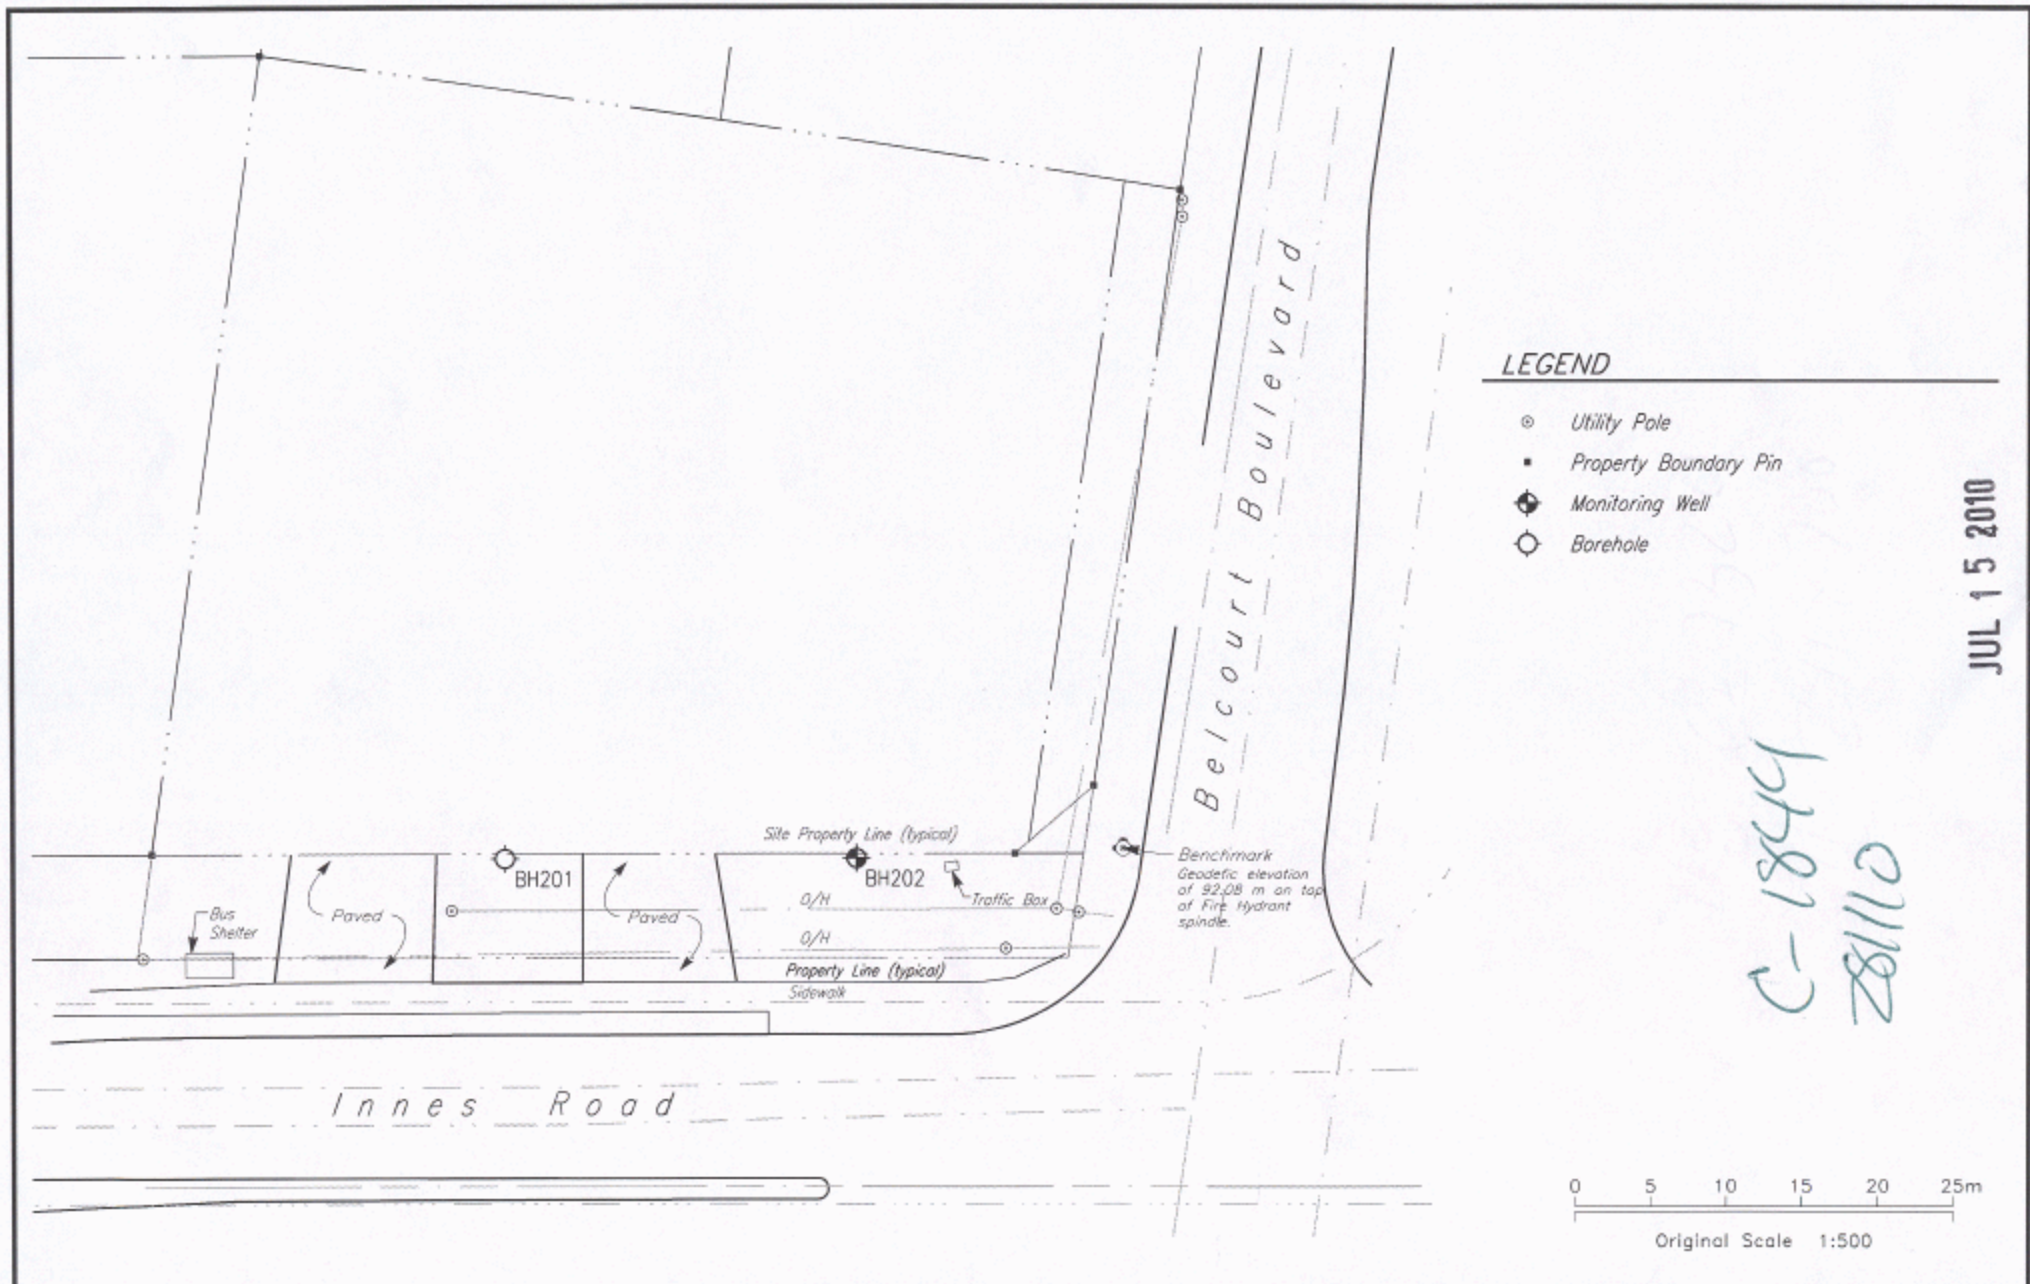 Belcourt Boulevard
LEGEND
Utility Pole
Property Boundary Pin
Monitoring Well
Borehole
JUL 15 2010
C-1844
Site Property Line (typical)
BH201
BH202
Traffic Box
Benchmark
Geodetic elevation
of 92.08 m on top
of Fire Hydrant
spindle.
Bus
Shelter
Paved
Paved
O/H
O/H
Property Line (typical)
Sidewalk
Innes Road
0 5 10 15 20 25m
Original Scale 1:500